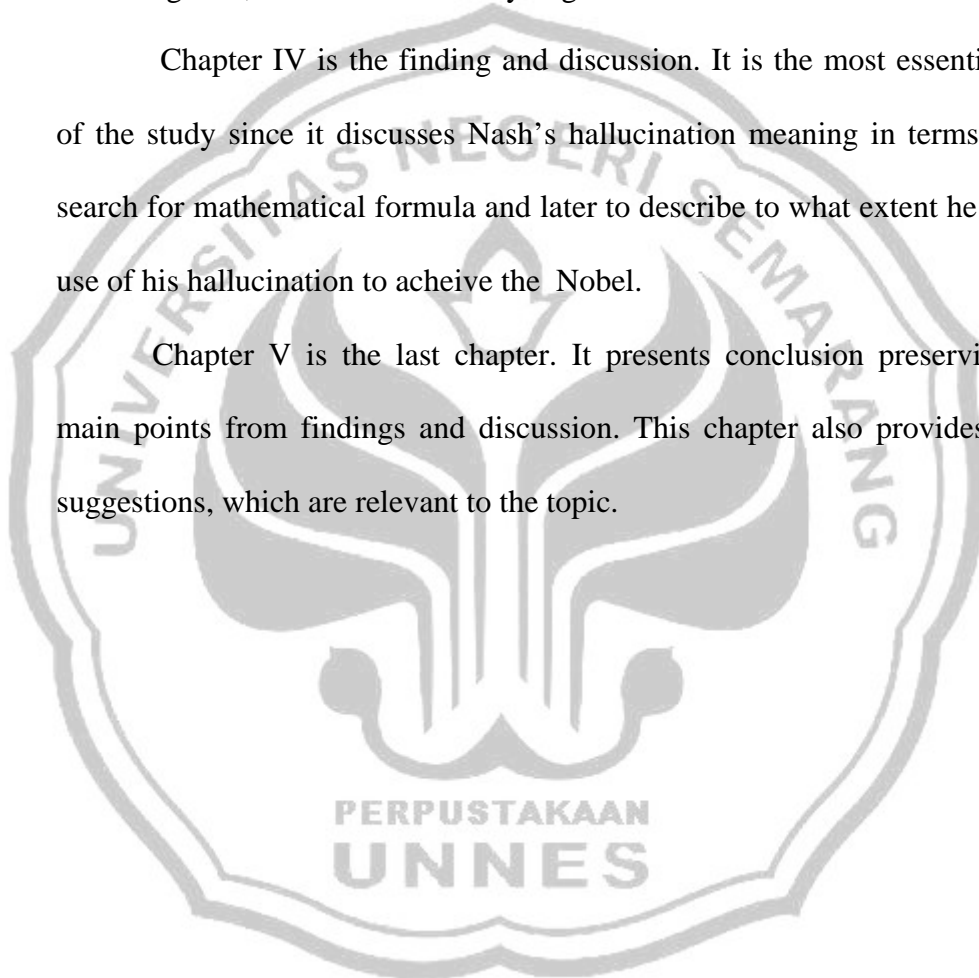 Chapter IV is the finding and discussion. It is the most essenti
of the study since it discusses Nash’s hallucination meaning in terms
search for mathematical formula and later to describe to what extent he
use of his hallucination to acheive the Nobel.
Chapter V is the last chapter. It presents conclusion preservi
main points from findings and discussion. This chapter also provides
suggestions, which are relevant to the topic.
UNIVERSITAS NEGERI SEMARANG
PERPUSTAKAAN
UNNES